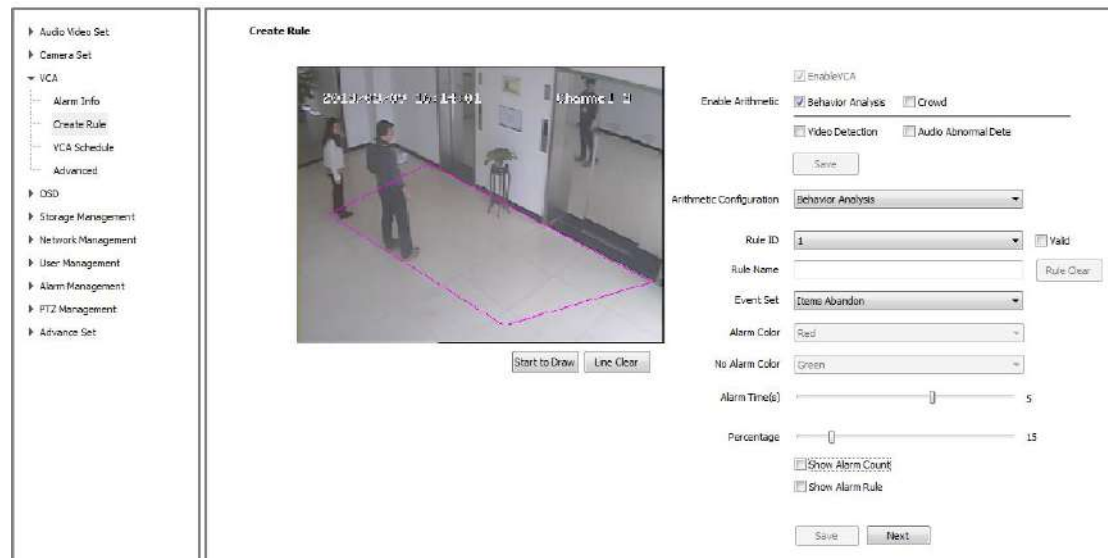 Audio Video Set
Camera Set
VCA
Alarm Info
Create Rule
VCA Schedule
Advanced
OSD
Storage Management
Network Management
User Management
Alarm Management
PTZ Management
Advance Set
Create Rule
16:14:01
Channel
EnableVCA
Enable Arithmetic Behavior Analysis Crowd
Video Detection Audio Abnormal Dete
Save
Arithmetic Configuration Behavior Analysis
Rule ID 1 Valid
Rule Name Rule Clear
Event Set Items Abandon
Alarm Color Red
No Alarm Color Green
Start to Draw Line Clear
Alarm Time(s) 5
Percentage 15
Show Alarm Count
Show Alarm Rule
Save Next